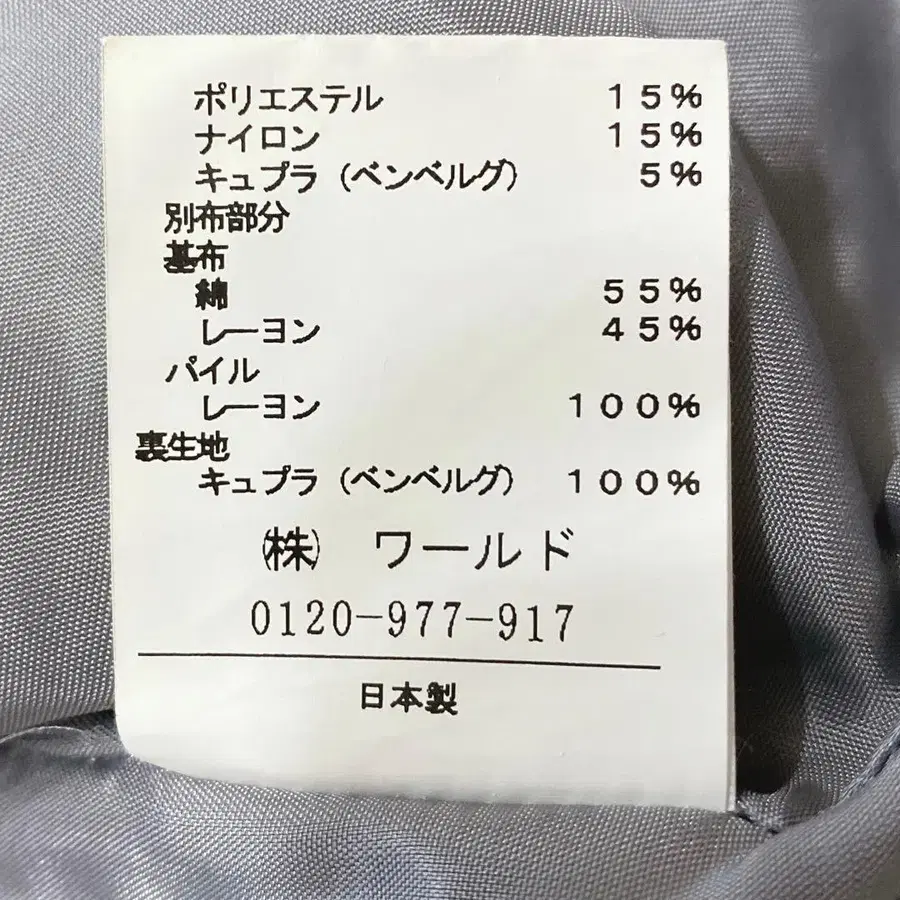 ポリエステル 15%
ナイロン 15%
キュプラ（ベンベルグ） 5%
別布部分
基布
綿 55%
レーヨン 45%
パイル
レーヨン 100%
裏生地
キュプラ（ベンベルグ） 100%
㈱ ワールド
0120-977-917
日本製